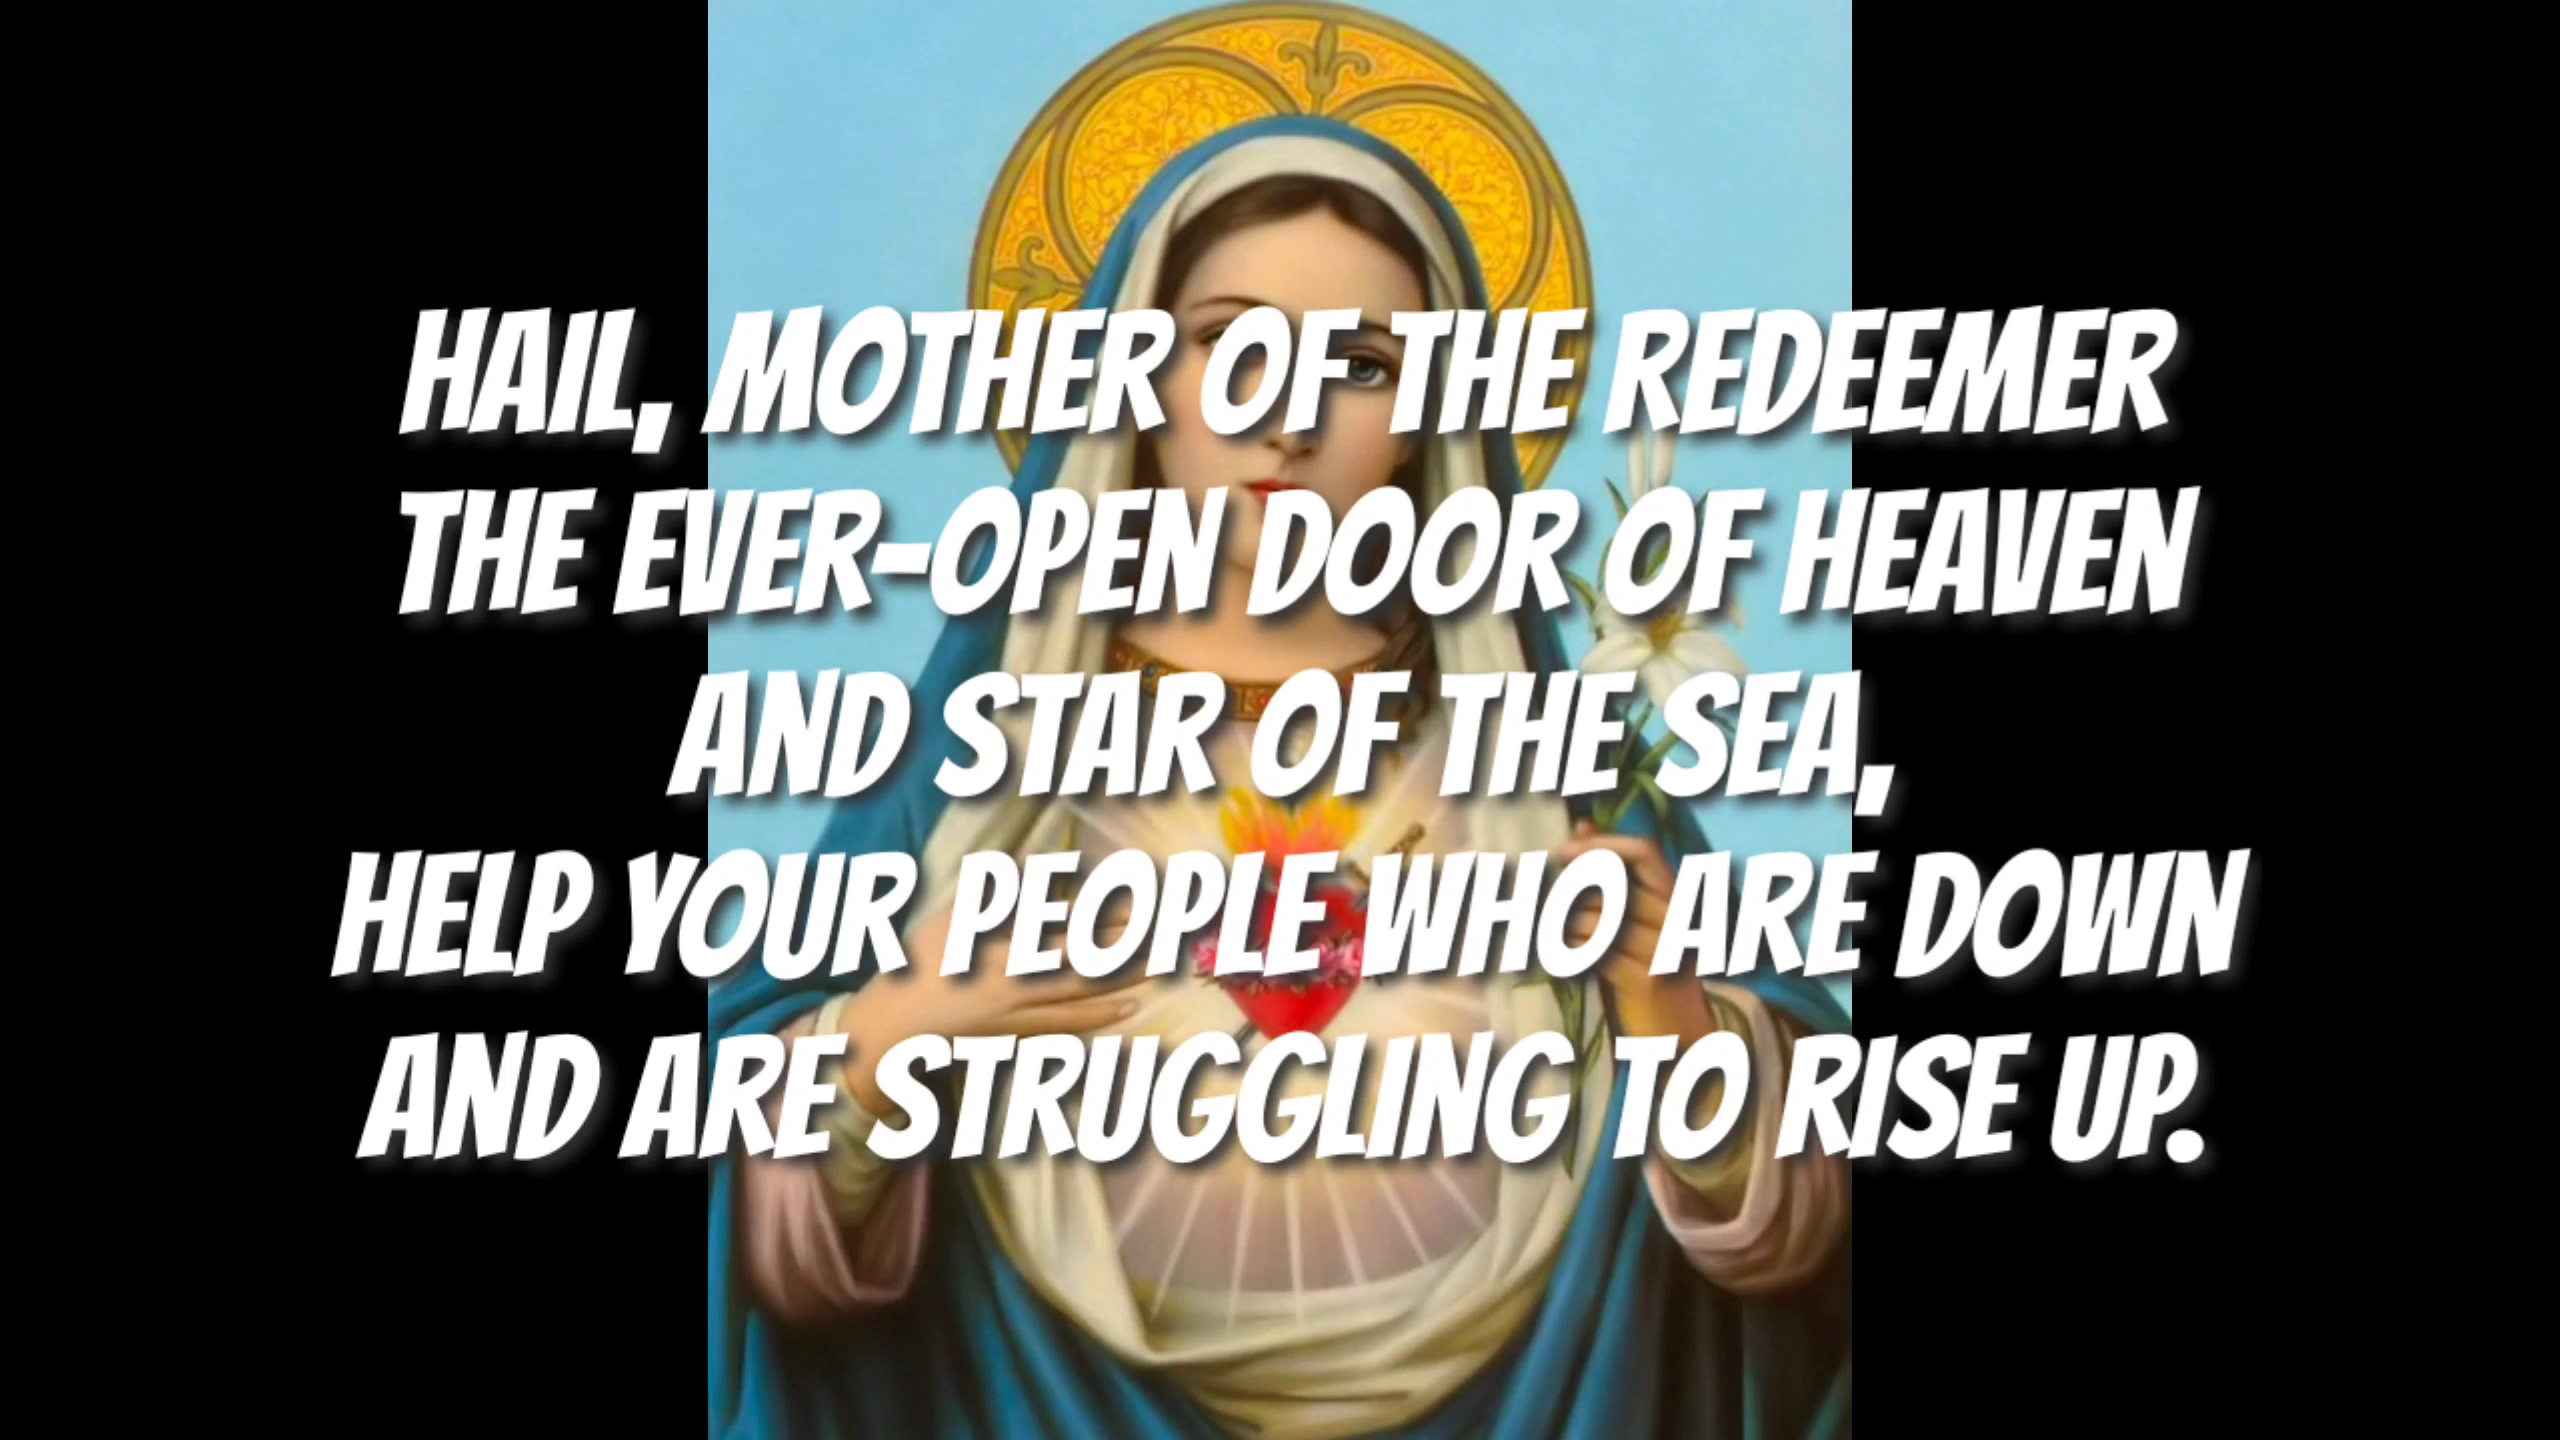 HAIL, MOTHER OF THE REDEEMER
THE EVER-OPEN DOOR OF HEAVEN
AND STAR OF THE SEA,
HELP YOUR PEOPLE WHO ARE DOWN
AND ARE STRUGGLING TO RISE UP.